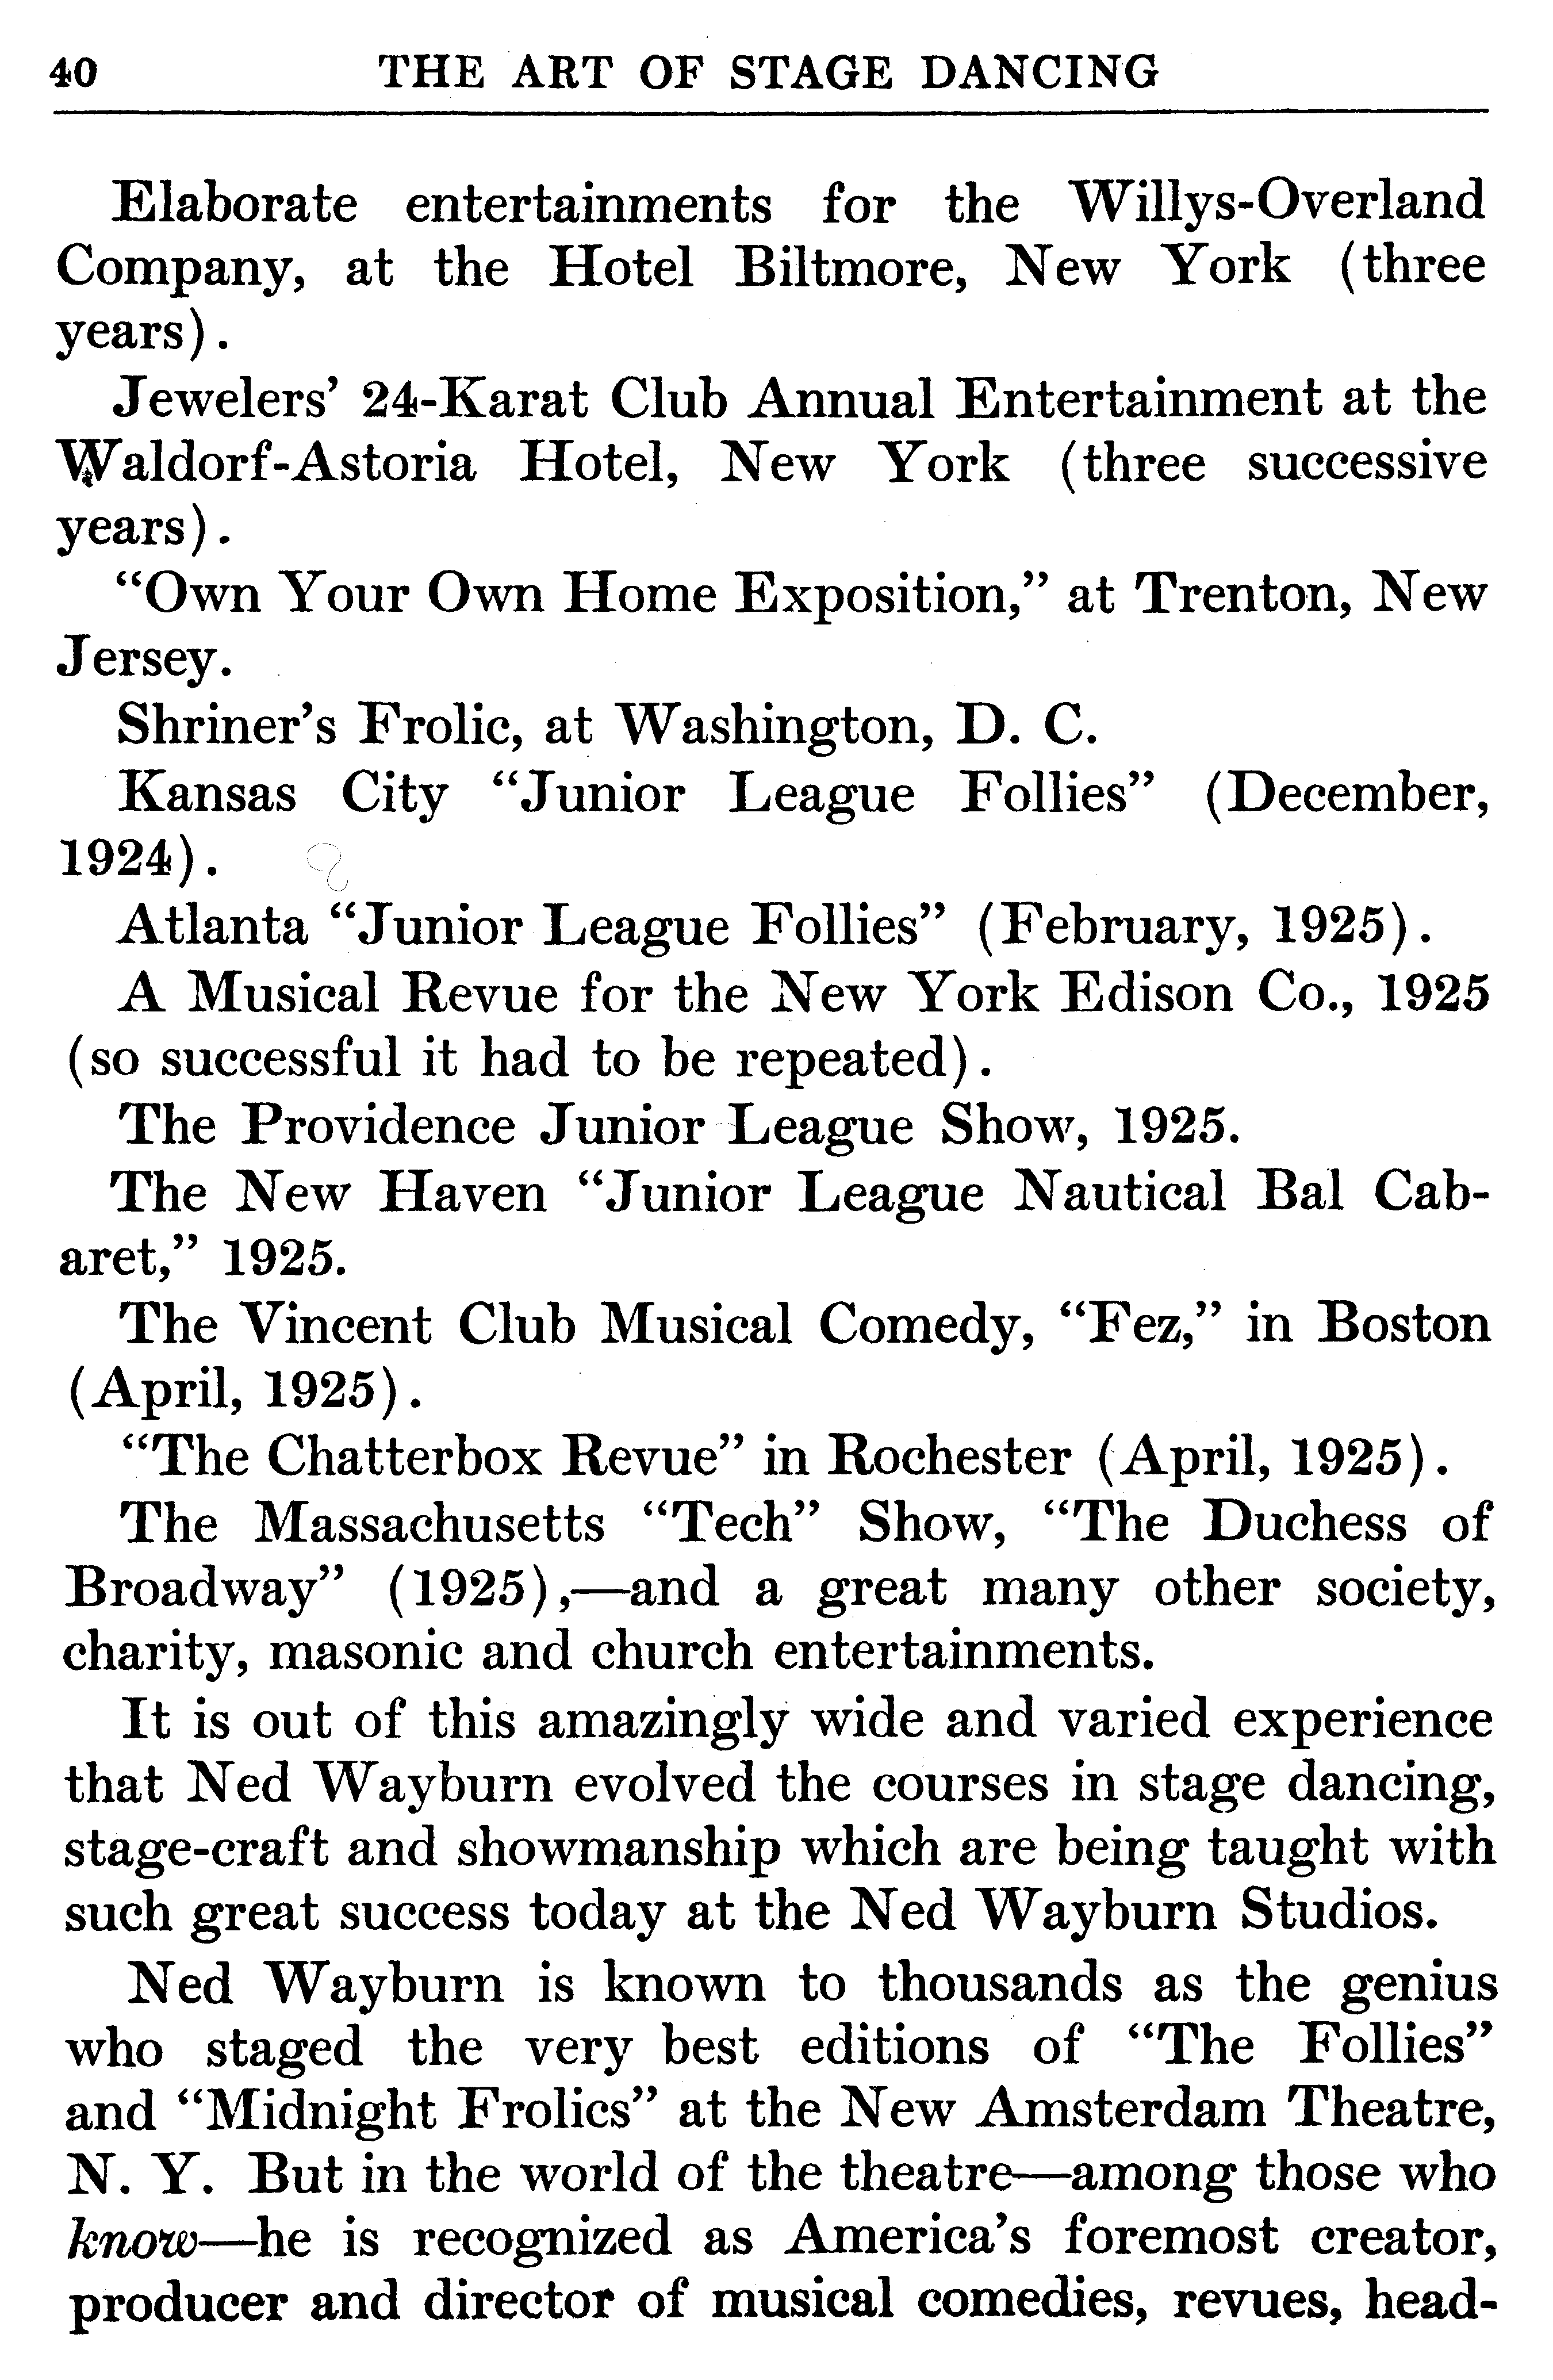 40 THE ART OF STAGE DANCING
Elaborate entertainments for the Willys-Overland
Company, at the Hotel Biltmore, New York (three
years).
Jewelers’ 24-Karat Club Annual Entertainment at the
Waldorf-Astoria Hotel, New York (three successive
years).
“Own Your Own Home Exposition,” at Trenton, New
Jersey.
Shriner’s Frolic, at Washington, D. C.
Kansas City “Junior League Follies” (December,
1924).
Atlanta “Junior League Follies” (February, 1925).
A Musical Revue for the New York Edison Co., 1925
(so successful it had to be repeated).
The Providence Junior League Show, 1925.
The New Haven “Junior League Nautical Bal Cab-
aret,” 1925.
The Vincent Club Musical Comedy, “Fez,” in Boston
(April, 1925).
“The Chatterbox Revue” in Rochester (April, 1925).
The Massachusetts “Tech” Show, “The Duchess of
Broadway” (1925),—and a great many other society,
charity, masonic and church entertainments.
It is out of this amazingly wide and varied experience
that Ned Wayburn evolved the courses in stage dancing,
stage-craft and showmanship which are being taught with
such great success today at the Ned Wayburn Studios.
Ned Wayburn is known to thousands as the genius
who staged the very best editions of “The Follies”
and “Midnight Frolics” at the New Amsterdam Theatre,
N. Y. But in the world of the theatre—among those who
know—he is recognized as America’s foremost creator,
producer and director of musical comedies, revues, head-